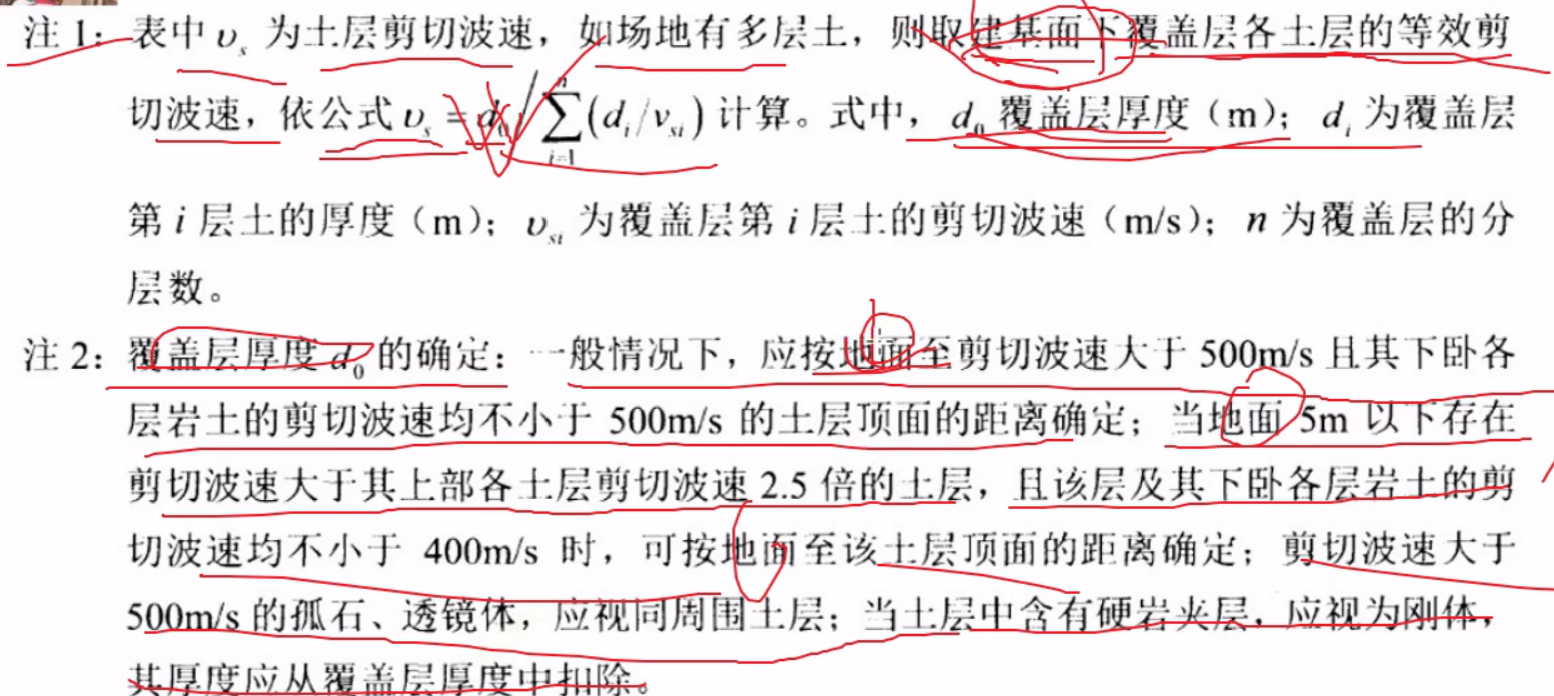 注 1：表中 υs 为土层剪切波速，如场地有多层土，则取建基面下覆盖层各土层的等效剪
切波速，依公式 υs = d0 / ∑_{i=1}^{n} (di/vsi) 计算。式中，d0 覆盖层厚度（m）；di 为覆盖层
第 i 层土的厚度（m）；υsi 为覆盖层第 i 层土的剪切波速（m/s）；n 为覆盖层的分
层数。
注 2：覆盖层厚度 d0 的确定：一般情况下，应按地面至剪切波速大于 500m/s 且其下卧各
层岩土的剪切波速均不小于 500m/s 的土层顶面的距离确定；当地面 5m 以下存在
剪切波速大于其上部各土层剪切波速 2.5 倍的土层，且该层及其下卧各层岩土的剪
切波速均不小于 400m/s 时，可按地面至该土层顶面的距离确定；剪切波速大于
500m/s 的孤石、透镜体，应视同周围土层；当土层中含有硬岩夹层，应视为刚体，
其厚度应从覆盖层厚度中扣除。